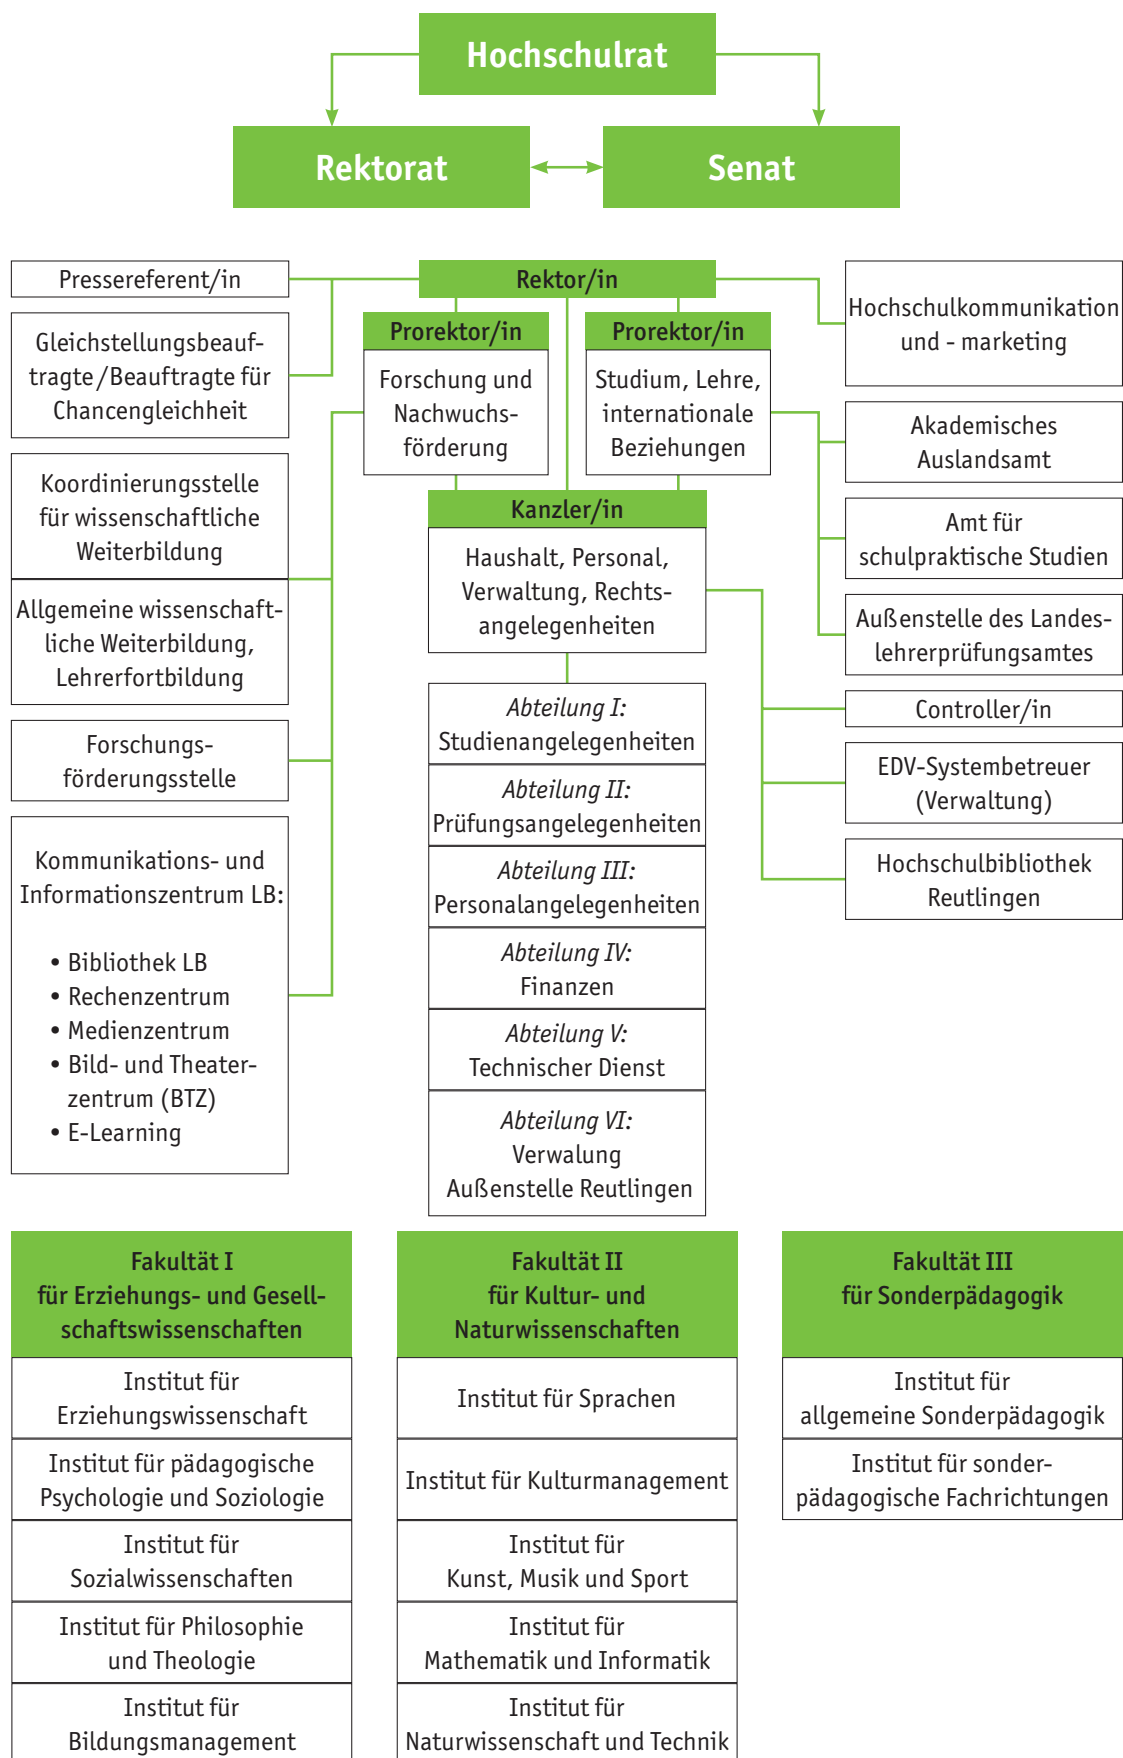 Hochschulrat
Rektorat
Senat
Pressereferent/in
Rektor/in
Hochschulkommunikation
und - marketing
Gleichstellungsbeauf-
tragte/Beauftragte für
Chancengleichheit
Prorektor/in
Forschung und
Nachwuchs-
förderung
Prorektor/in
Studium, Lehre,
internationale
Beziehungen
Akademisches
Auslandsamt
Koordinierungsstelle
für wissenschaftliche
Weiterbildung
Kanzler/in
Haushalt, Personal,
Verwaltung, Rechts-
angelegenheiten
Amt für
schulpraktische Studien
Allgemeine wissenschaft-
liche Weiterbildung,
Lehrerfortbildung
Außenstelle des Landes-
lehrerprüfungsamtes
Abteilung I:
Studienangelegenheiten
Controller/in
Forschungs-
förderungsstelle
Abteilung II:
Prüfungsangelegenheiten
EDV-Systembetreuer
(Verwaltung)
Kommunikations- und
Informationszentrum LB:
• Bibliothek LB
• Rechenzentrum
• Medienzentrum
• Bild- und Theater-
zentrum (BTZ)
• E-Learning
Abteilung III:
Personalangelegenheiten
Hochschulbibliothek
Reutlingen
Abteilung IV:
Finanzen
Abteilung V:
Technischer Dienst
Abteilung VI:
Verwalung
Außenstelle Reutlingen
Fakultät I
für Erziehungs- und Gesell-
schaftswissenschaften
Institut für
Erziehungswissenschaft
Institut für pädagogische
Psychologie und Soziologie
Institut für
Sozialwissenschaften
Institut für Philosophie
und Theologie
Institut für
Bildungsmanagement
Fakultät II
für Kultur- und
Naturwissenschaften
Institut für Sprachen
Institut für Kulturmanagement
Institut für
Kunst, Musik und Sport
Institut für
Mathematik und Informatik
Institut für
Naturwissenschaft und Technik
Fakultät III
für Sonderpädagogik
Institut für
allgemeine Sonderpädagogik
Institut für sonder-
pädagogische Fachrichtungen